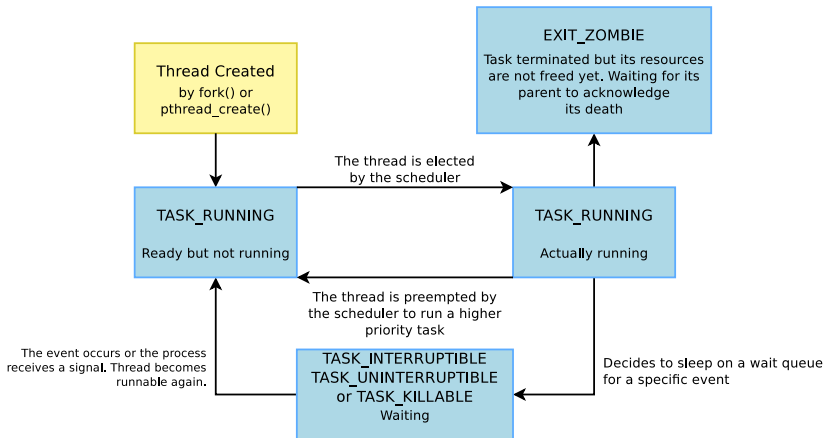 Thread Created
by fork() or
pthread_create()
EXIT_ZOMBIE
Task terminated but its resources
are not freed yet. Waiting for its
parent to acknowledge
its death
The thread is elected
by the scheduler
TASK_RUNNING
Ready but not running
TASK_RUNNING
Actually running
The thread is preempted by
the scheduler to run a higher
priority task
The event occurs or the process
receives a signal. Thread becomes
runnable again.
TASK_INTERRUPTIBLE
TASK_UNINTERRUPTIBLE
or TASK_KILLABLE
Waiting
Decides to sleep on a wait queue
for a specific event